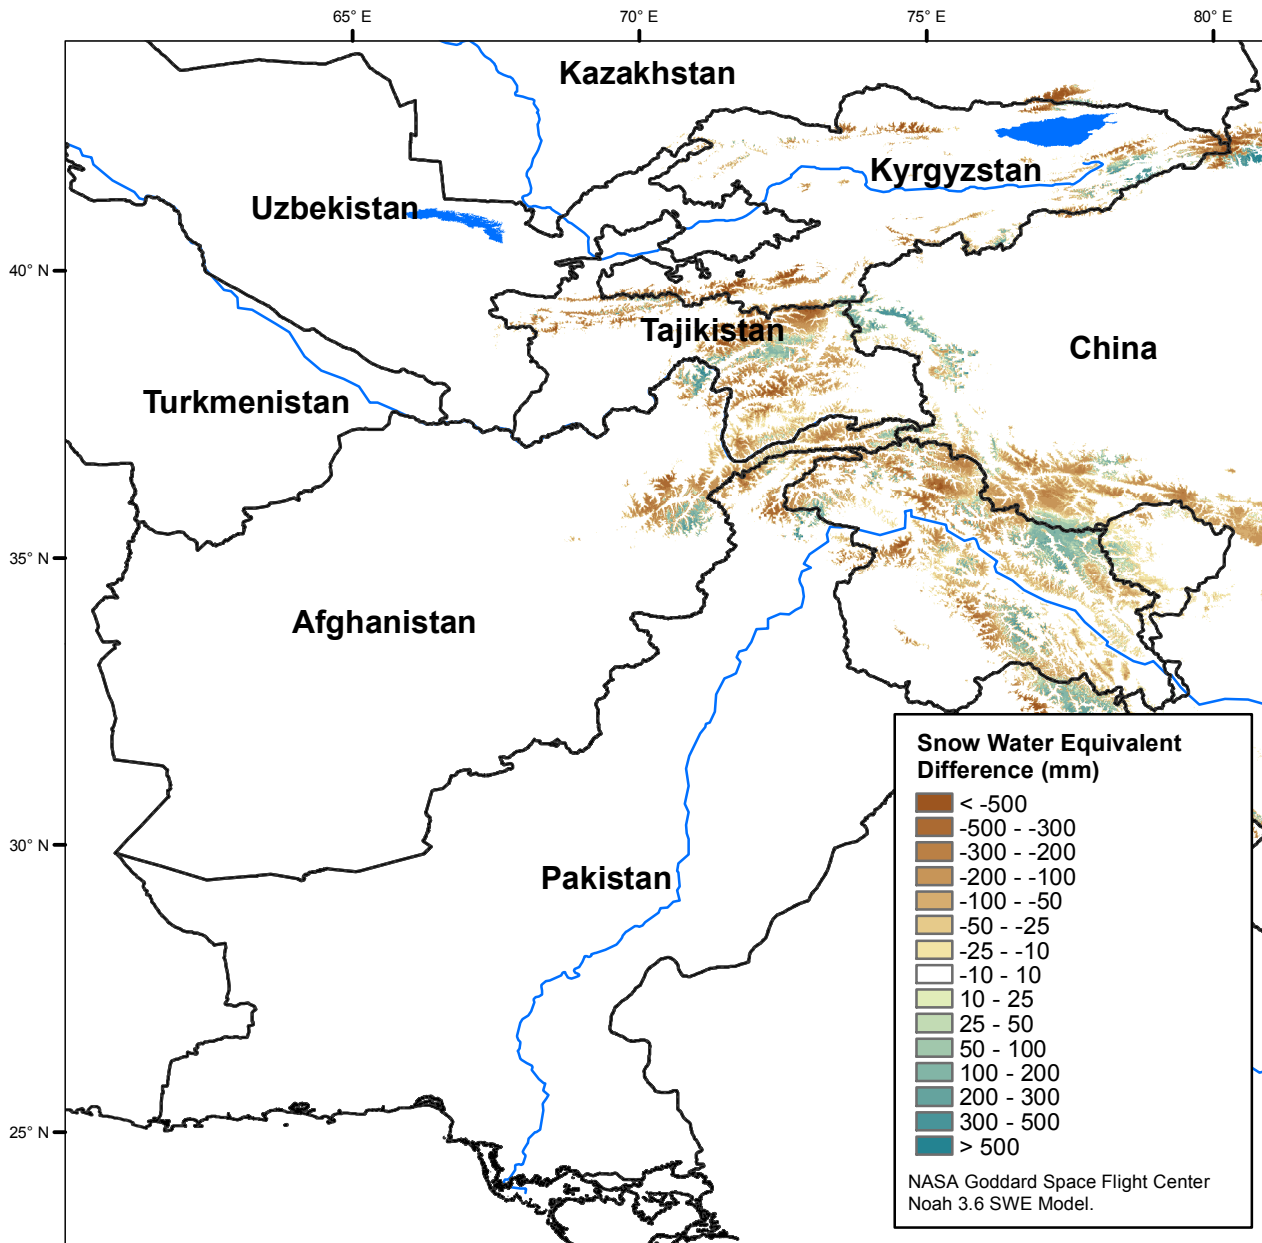 65° E
70° E
75° E
80° E
Kazakhstan
Kyrgyzstan
Uzbekistan
40° N
Tajikistan
China
Turkmenistan
35° N
Afghanistan
Snow Water Equivalent
Difference (mm)
< -500
-500 - -300
-300 - -200
-200 - -100
-100 - -50
-50 - -25
-25 - -10
-10 - 10
10 - 25
25 - 50
50 - 100
100 - 200
200 - 300
300 - 500
> 500
30° N
Pakistan
25° N
NASA Goddard Space Flight Center
Noah 3.6 SWE Model.